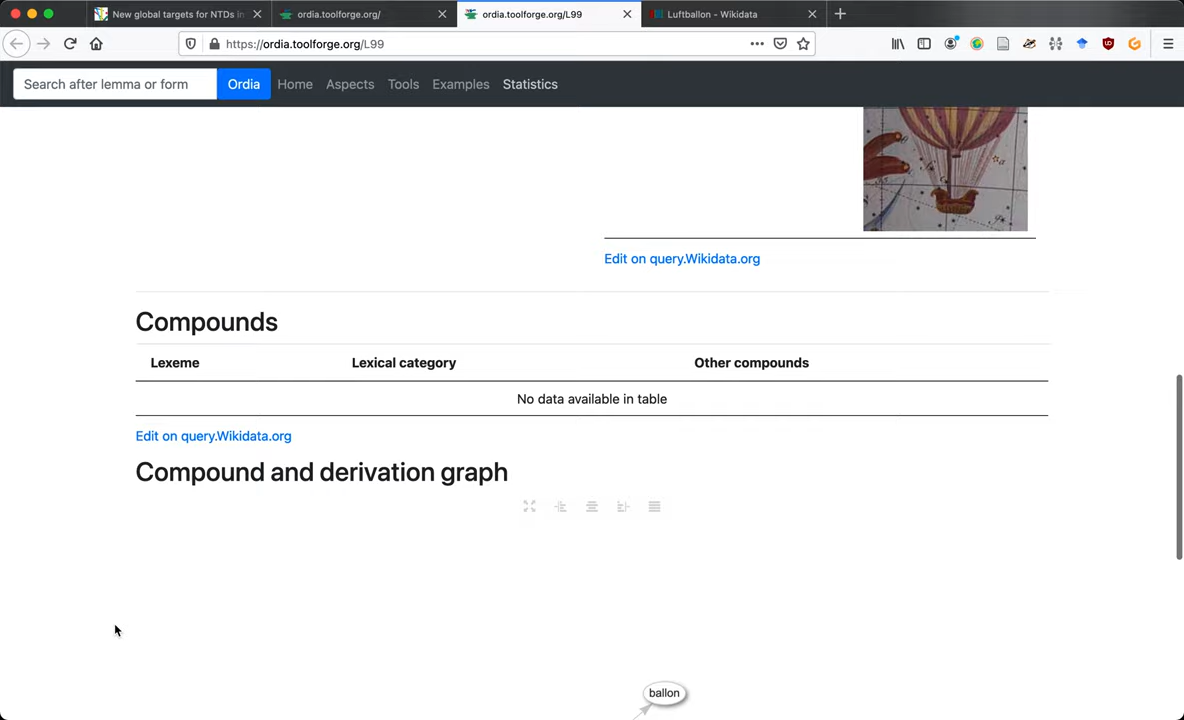 New global targets for NTDs in
ordia.toolforge.org/
ordia.toolforge.org/L99
Luftballon - Wikidata
https://ordia.toolforge.org/L99
Search after lemma or form
Ordia
Home
Aspects
Tools
Examples
Statistics
Edit on query.Wikidata.org
Compounds
Lexeme
Lexical category
Other compounds
No data available in table
Edit on query.Wikidata.org
Compound and derivation graph
ballon